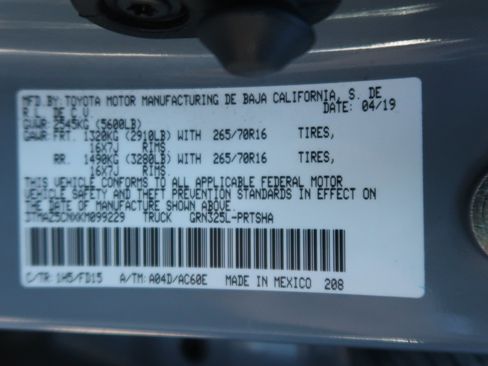 MFD.BY: TOYOTA MOTOR MANUFACTURING DE BAJA CALIFORNIA, S. DE
R.L. DE C.V. DATE: 04/19
GVWR: 2545KG (5600LB)
GAWR: FRT. 1320KG (2910LB) WITH 265/70R16 TIRES,
16X7J RIMS
RR. 1490KG (3280LB) WITH 265/70R16 TIRES,
16X7J RIMS
THIS VEHICLE CONFORMS TO ALL APPLICABLE FEDERAL MOTOR
VEHICLE SAFETY AND THEFT PREVENTION STANDARDS IN EFFECT ON
THE DATE OF MANUFACTURE SHOWN ABOVE.
3TMAZ5CNXKM099229 TRUCK GRN325L-PRTSHA
C/TR: 1H5/FD15 A/TM: A04D/AC60E MADE IN MEXICO 208